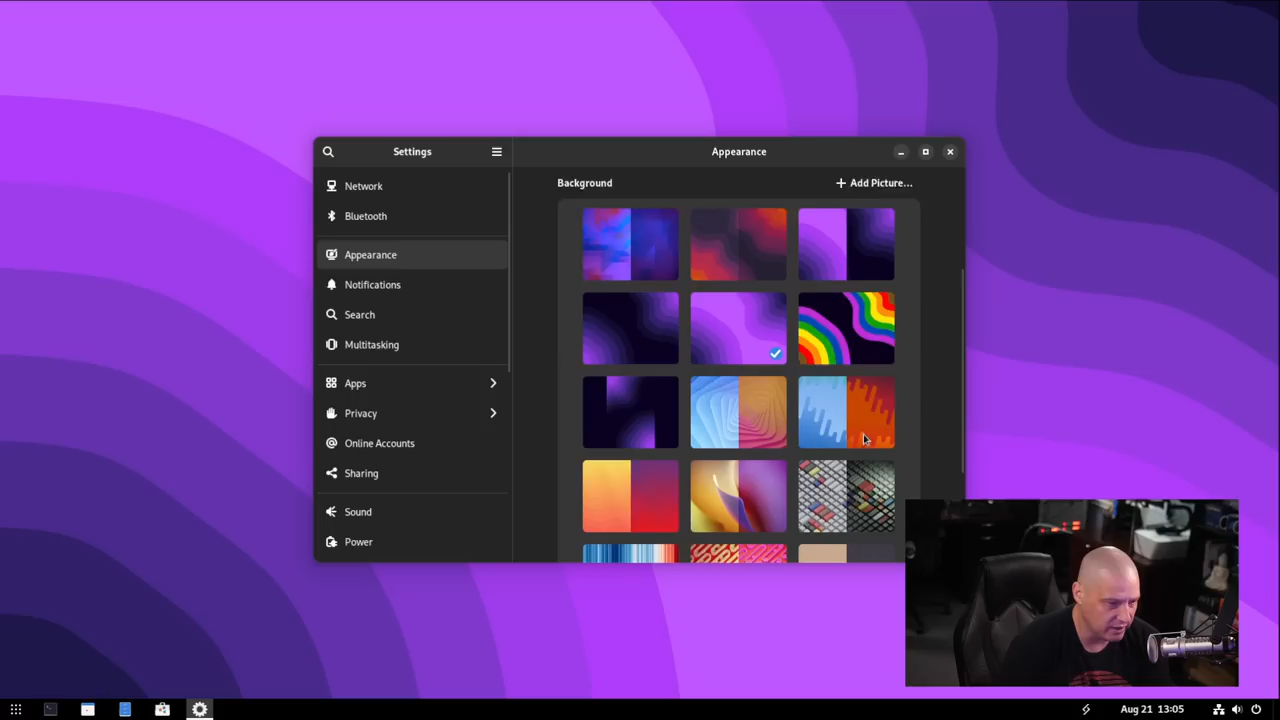 Settings
Appearance
Network
Bluetooth
Appearance
Notifications
Search
Multitasking
Apps
Privacy
Online Accounts
Sharing
Sound
Power
Background
Add Picture...
Aug 21 13:05